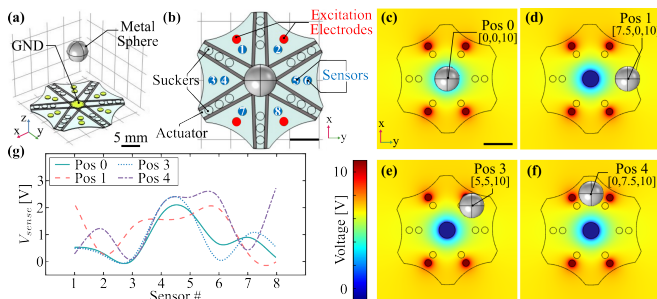 (a)
Metal
Sphere
GND
z
x
y
5 mm
(b)
Excitation
Electrodes
1
2
Suckers
3 4
5 6
Sensors
Actuator
7
8
x
y
(c)
Pos 0
[0,0,10]
x
y
(d)
Pos 1
[7.5,0,10]
(g)
Pos 0
Pos 3
Pos 1
Pos 4
Vsense [V]
3
2
1
0
1 2 3 4 5 6 7 8
Sensor #
10
0
Voltage [V]
(e)
Pos 3
[5,5,10]
(f)
Pos 4
[0,7.5,10]